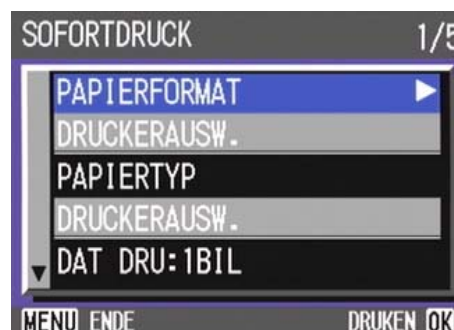 SOFORTDRUCK 1/5
PAPIERFORMAT
DRUCKERAUSW.
PAPIERTYP
DRUCKERAUSW.
DAT DRU:1BIL
MENU ENDE DRUKEN OK